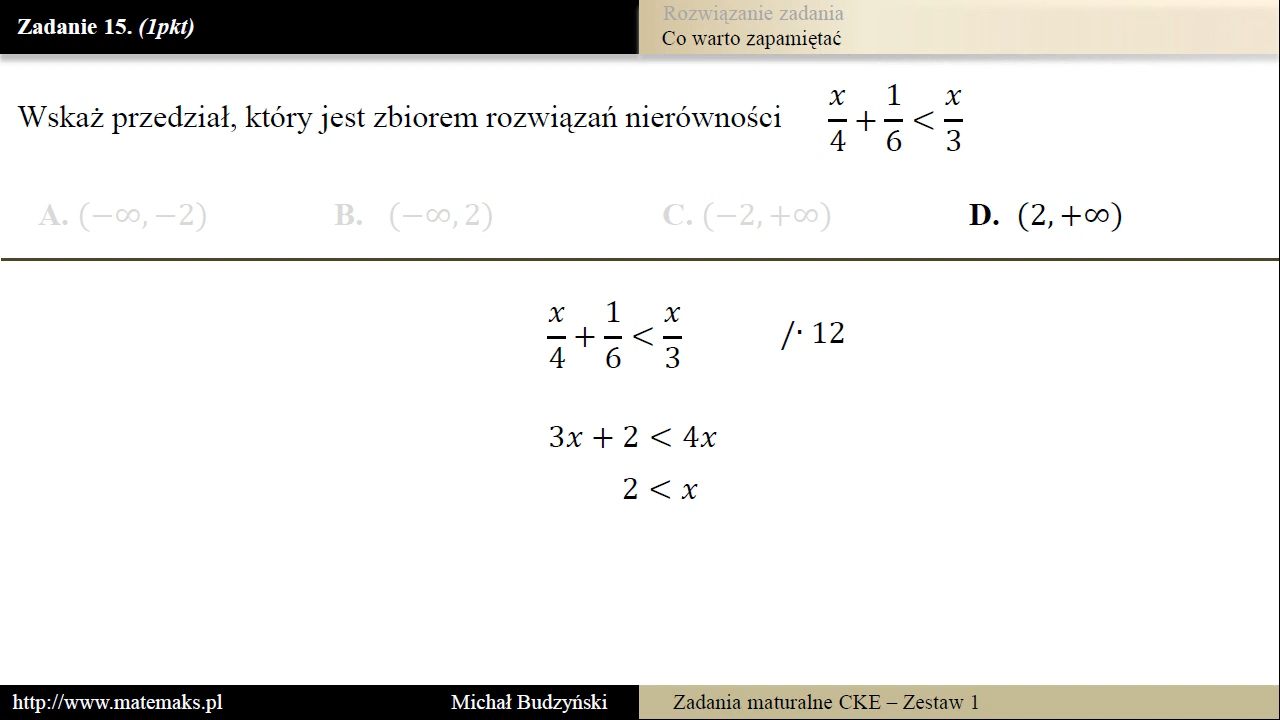 Zadanie 15. (1pkt)
Rozwiązanie zadania
Co warto zapamiętać
Wskaż przedział, który jest zbiorem rozwiązań nierówności x/4 + 1/6 < x/3
A. (−∞, −2) B. (−∞, 2) C. (−2, +∞) D. (2, +∞)
x/4 + 1/6 < x/3 /· 12
3x + 2 < 4x
2 < x
http://www.matemaks.pl Michał Budzyński Zadania maturalne CKE – Zestaw 1